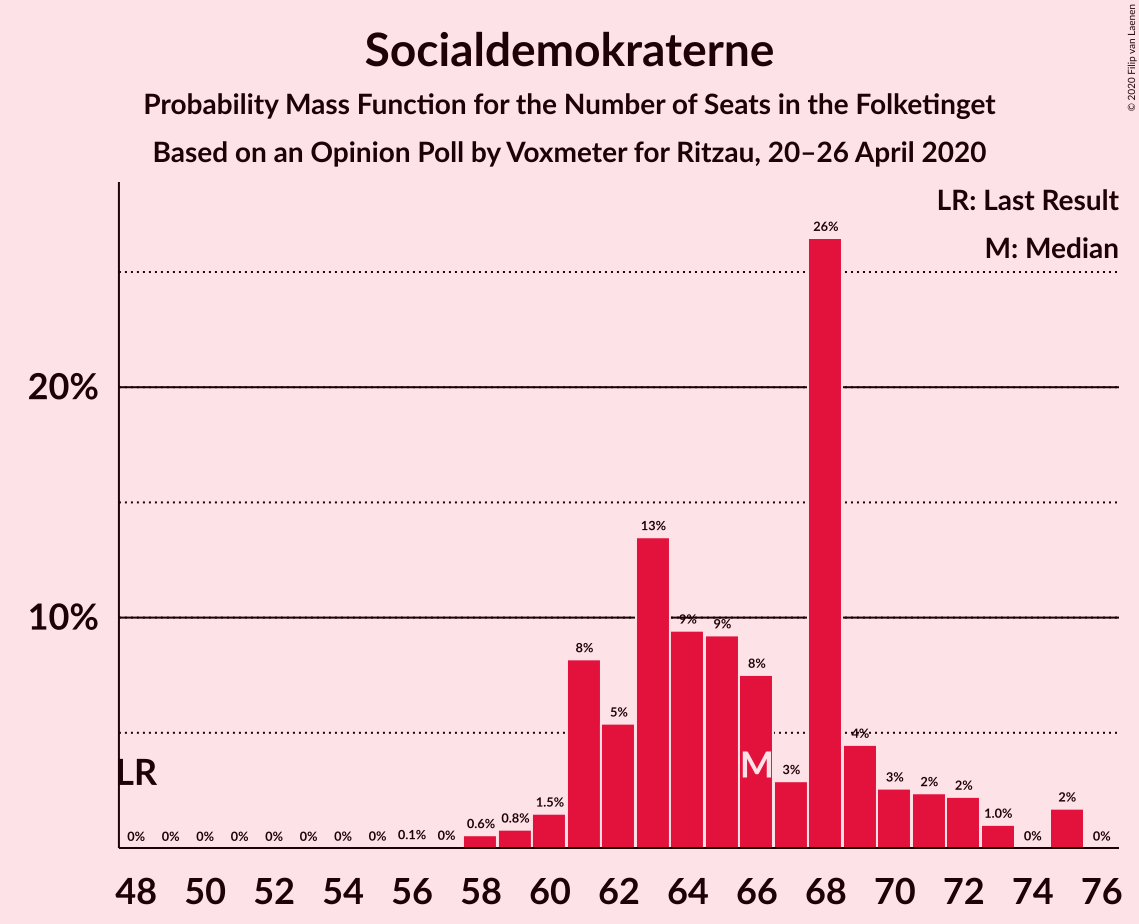 Socialdemokraterne
Probability Mass Function for the Number of Seats in the Folketinget
Based on an Opinion Poll by Voxmeter for Ritzau, 20–26 April 2020
© 2020 Filip van Laenen
LR: Last Result
M: Median
26%
20%
13%
10%
9%
9%
8%
8%
5%
4%
LR
M
3%
3%
2%
2%
2%
1.5%
1.0%
0.8%
0.6%
0.1%
0% 0% 0% 0% 0% 0% 0% 0% 0% 0% 0%
48 50 52 54 56 58 60 62 64 66 68 70 72 74 76